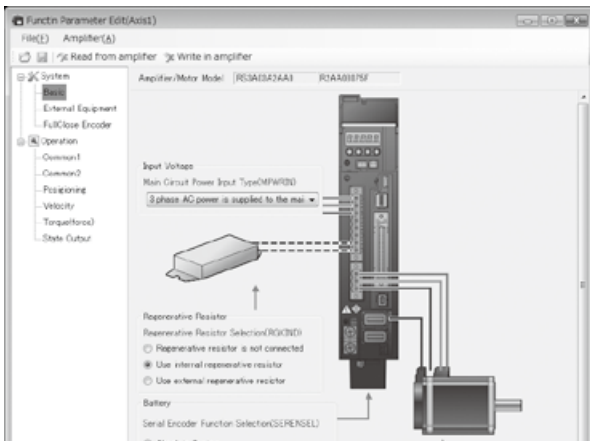 Functin Parameter Edit(Axis1)
File(F) Amplifier(A)
Read from amplifier Write in amplifier
System
Basic
External Equipment
FullClose Encoder
Operation
Common1
Common2
Posigioning
Velocity
Torque(force)
State Output
Amplifier/Motor Model
Input Voltage
Main Circuit Power Input Type(MPWRIN)
3 phase AC power is supplied to the mai
Regenerative Resistor
Regenerative Resistor Selection(RGKIND)
Regenerative resistor is not connected
Use internal regenerative resistor
Use external regenerative resistor
Battery
Serial Encoder Function Selection(SERENSEL)